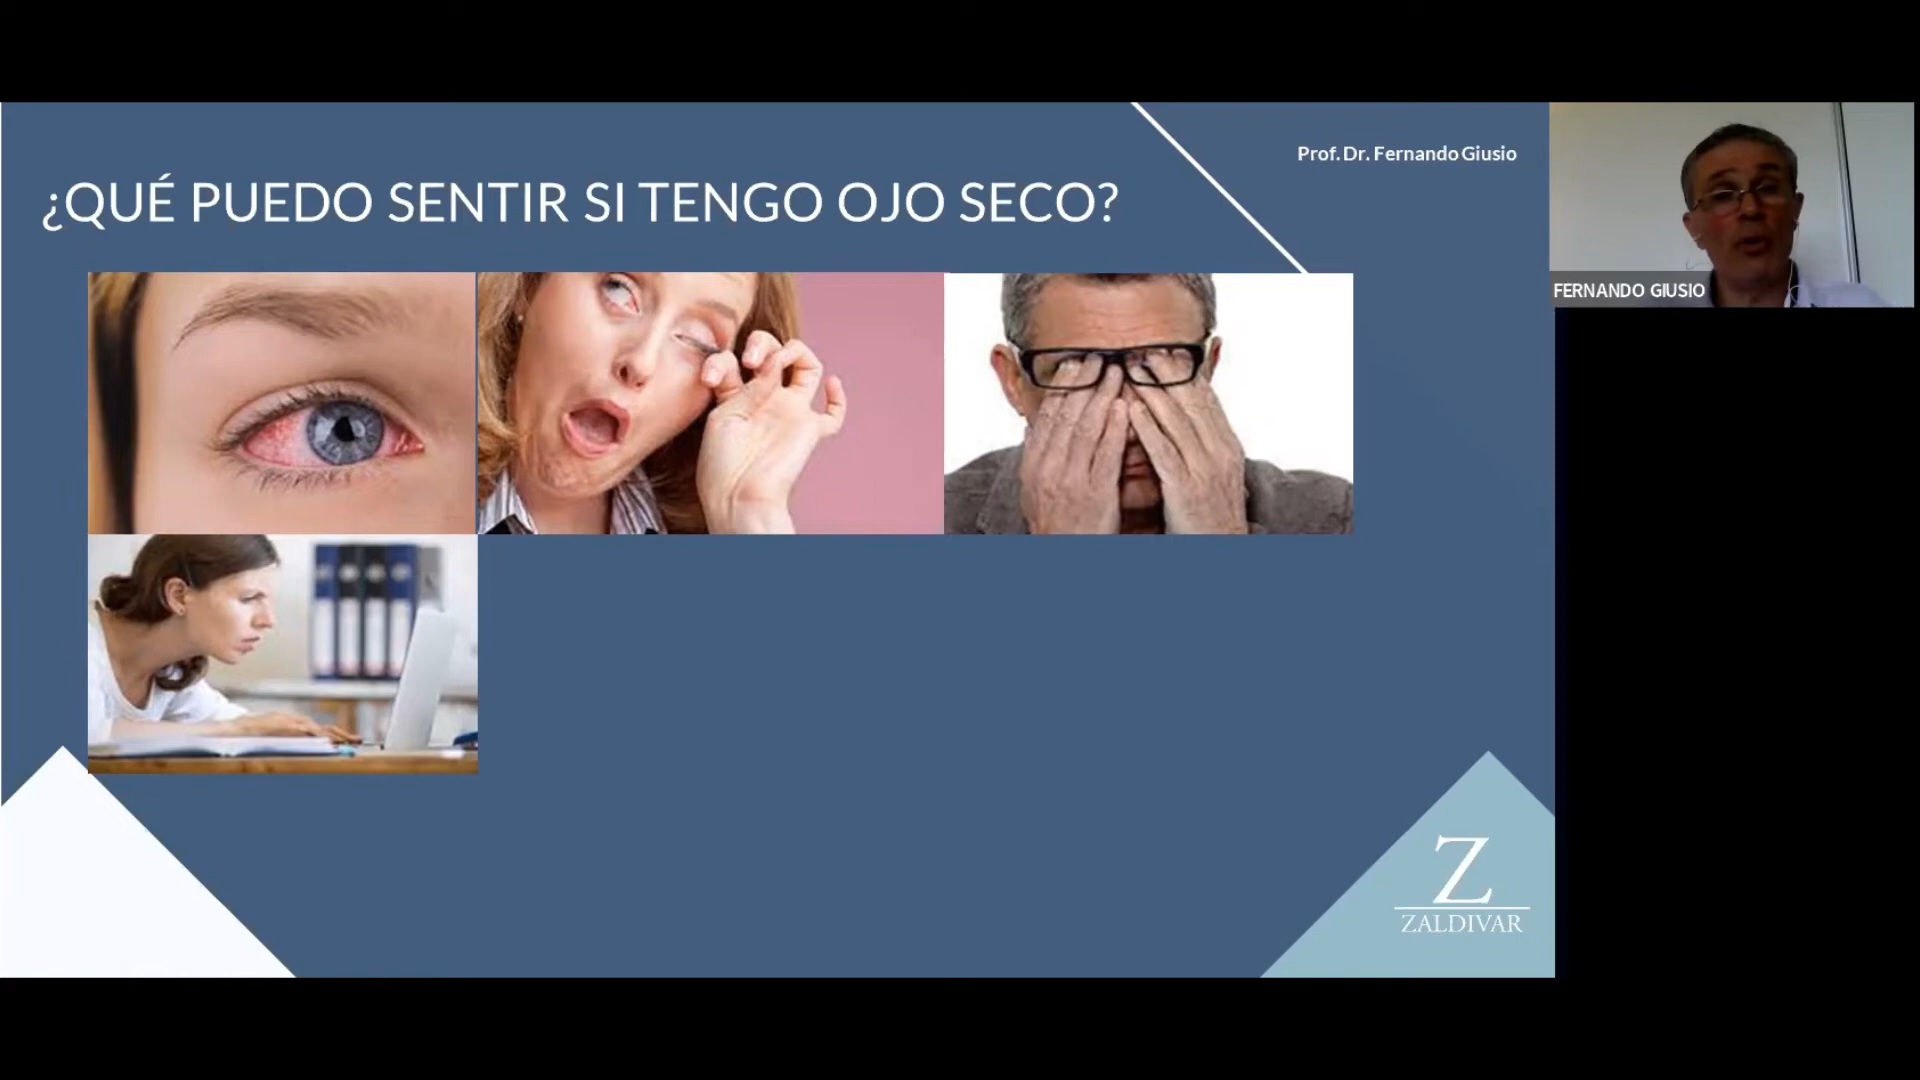 Prof. Dr. Fernando Giusio
¿QUÉ PUEDO SENTIR SI TENGO OJO SECO?
FERNANDO GIUSIO
Z
ZALDIVAR